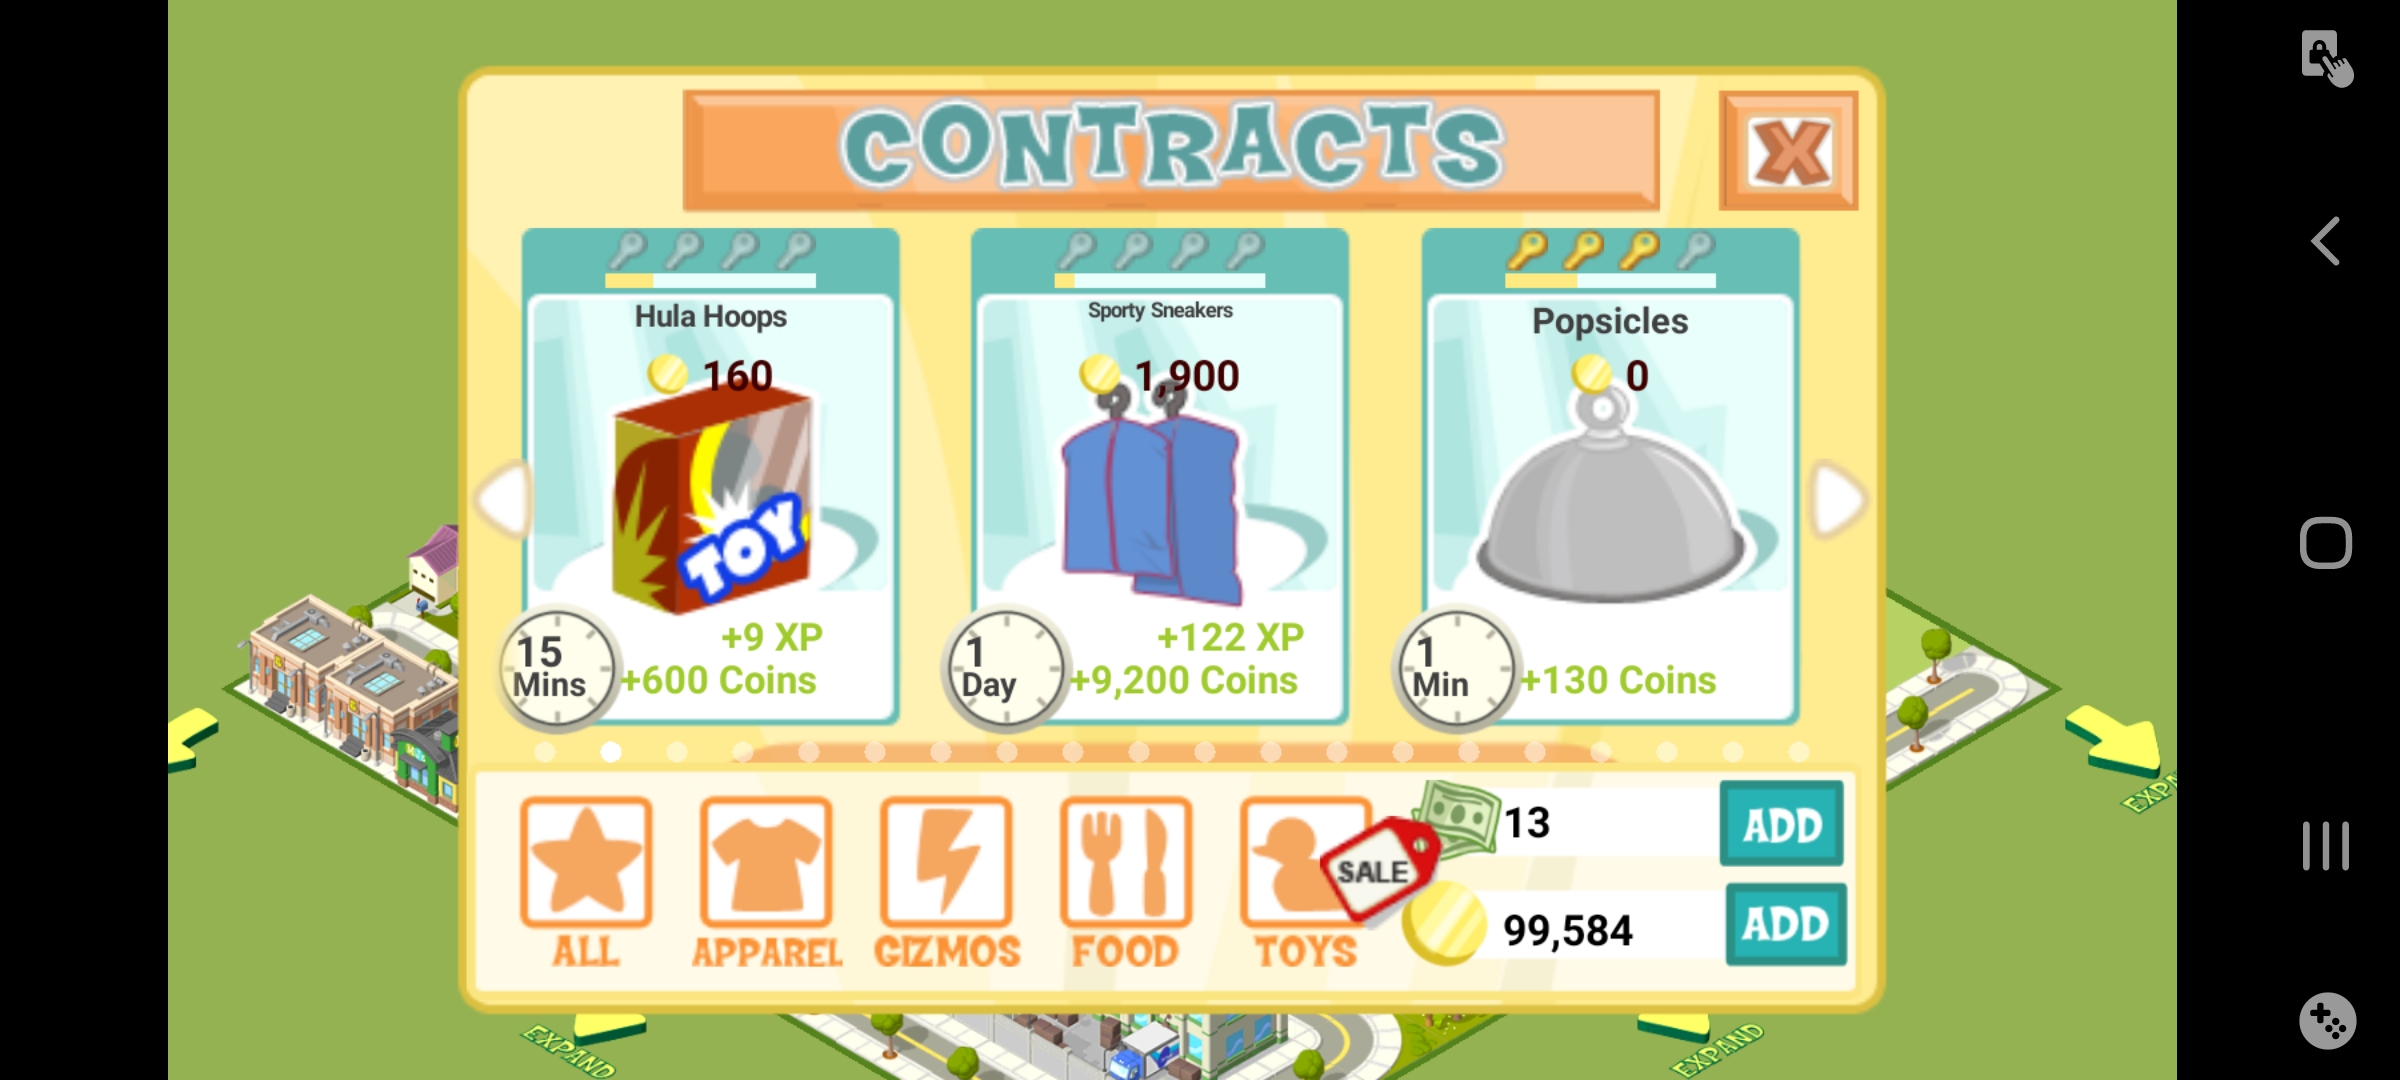 CONTRACTS
X
Hula Hoops
160
TOY
15
Mins
+9 XP
+600 Coins
Sporty Sneakers
1,900
1
Day
+122 XP
+9,200 Coins
Popsicles
0
1
Min
+130 Coins
ALL
APPAREL
GIZMOS
FOOD
TOYS
SALE
13
ADD
99,584
ADD
EXPAND
EXPAND
EXPAN